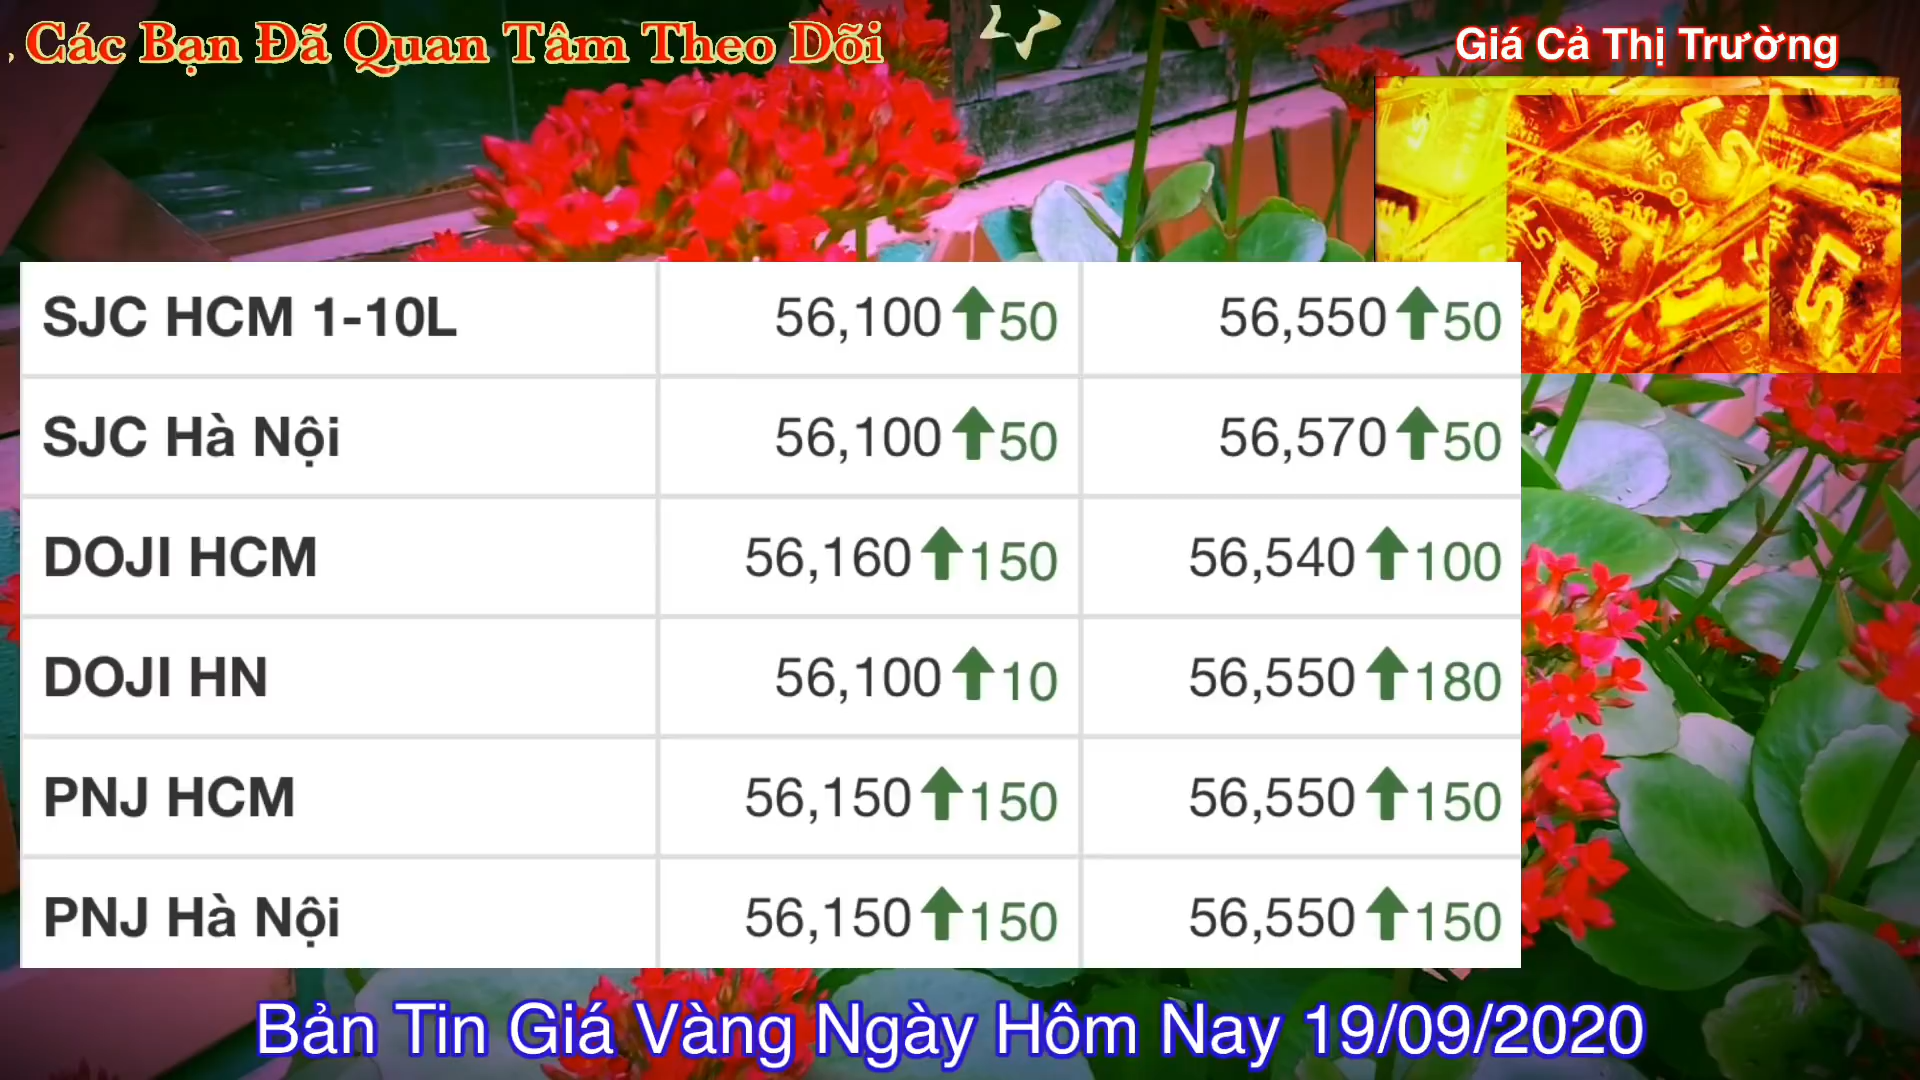 , Các Bạn Đã Quan Tâm Theo Dõi
Giá Cả Thị Trường
FINE GOLD
SJC HCM 1-10L 56,100 ⬆50 56,550 ⬆50
SJC Hà Nội 56,100 ⬆50 56,570 ⬆50
DOJI HCM 56,160 ⬆150 56,540 ⬆100
DOJI HN 56,100 ⬆10 56,550 ⬆180
PNJ HCM 56,150 ⬆150 56,550 ⬆150
PNJ Hà Nội 56,150 ⬆150 56,550 ⬆150
Bản Tin Giá Vàng Ngày Hôm Nay 19/09/2020